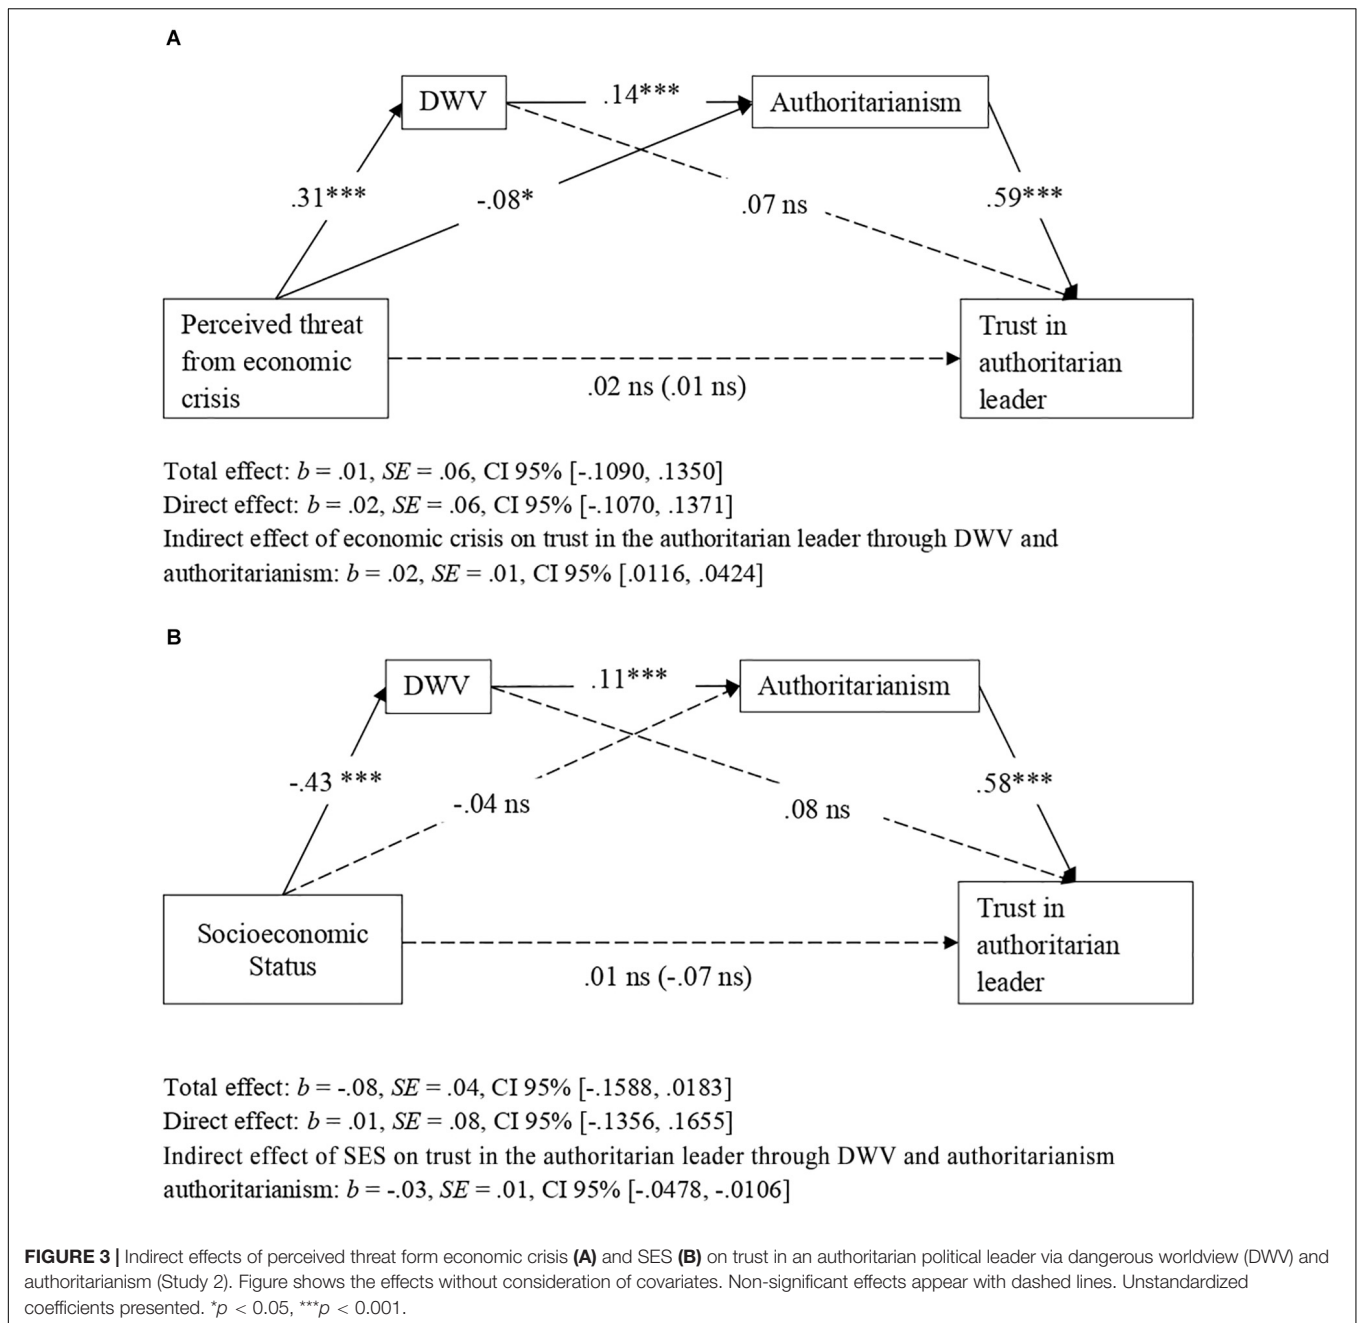 A
DWV
.14***
Authoritarianism
.31***
-.08*
.07 ns
.59***
Perceived threat
from economic
crisis
Trust in
authoritarian
leader
.02 ns (.01 ns)
Total effect: b = .01, SE = .06, CI 95% [-.1090, .1350]
Direct effect: b = .02, SE = .06, CI 95% [-.1070, .1371]
Indirect effect of economic crisis on trust in the authoritarian leader through DWV and
authoritarianism: b = .02, SE = .01, CI 95% [.0116, .0424]
B
DWV
.11***
Authoritarianism
-.43 ***
-.04 ns
.08 ns
.58***
Socioeconomic
Status
Trust in
authoritarian
leader
.01 ns (-.07 ns)
Total effect: b = -.08, SE = .04, CI 95% [-.1588, .0183]
Direct effect: b = .01, SE = .08, CI 95% [-.1356, .1655]
Indirect effect of SES on trust in the authoritarian leader through DWV and authoritarianism
authoritarianism: b = -.03, SE = .01, CI 95% [-.0478, -.0106]
FIGURE 3 | Indirect effects of perceived threat form economic crisis (A) and SES (B) on trust in an authoritarian political leader via dangerous worldview (DWV) and
authoritarianism (Study 2). Figure shows the effects without consideration of covariates. Non-significant effects appear with dashed lines. Unstandardized
coefficients presented. *p < 0.05, ***p < 0.001.